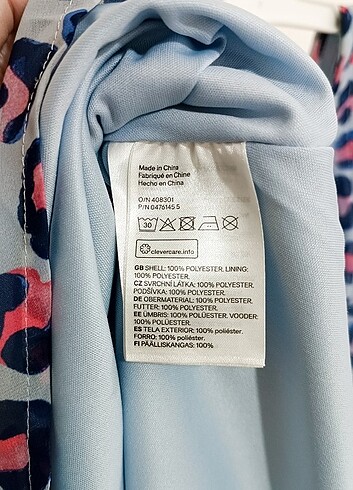 Made in China
Fabriqué en Chine
Hecho en China
O/N 408301
P/N 0476145 5
30
clevercare.info
GB SHELL: 100% POLYESTER. LINING:
100% POLYESTER.
CZ SVRCHNÍ LÁTKA: 100% POLYESTER.
PODŠÍVKA: 100% POLYESTER.
DE OBERMATERIAL: 100% POLYESTER.
FUTTER: 100% POLYESTER.
EE ÜMBRIS: 100% POLÜESTER. VOODER:
100% POLÜESTER.
ES TELA EXTERIOR: 100% poliéster.
FORRO: 100% poliéster.
FI PÄÄLLISKANGAS: 100%